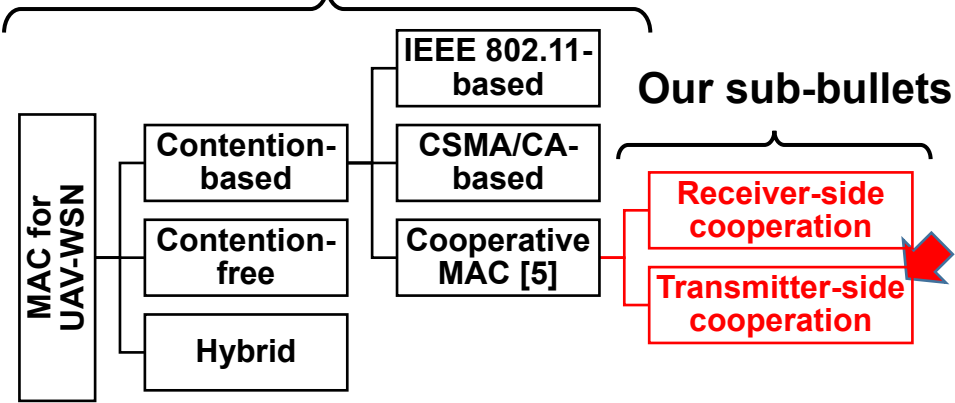 MAC for
UAV-WSN
Contention-
based
Contention-
free
Hybrid
IEEE 802.11-
based
CSMA/CA-
based
Cooperative
MAC [5]
Our sub-bullets
Receiver-side
cooperation
Transmitter-side
cooperation